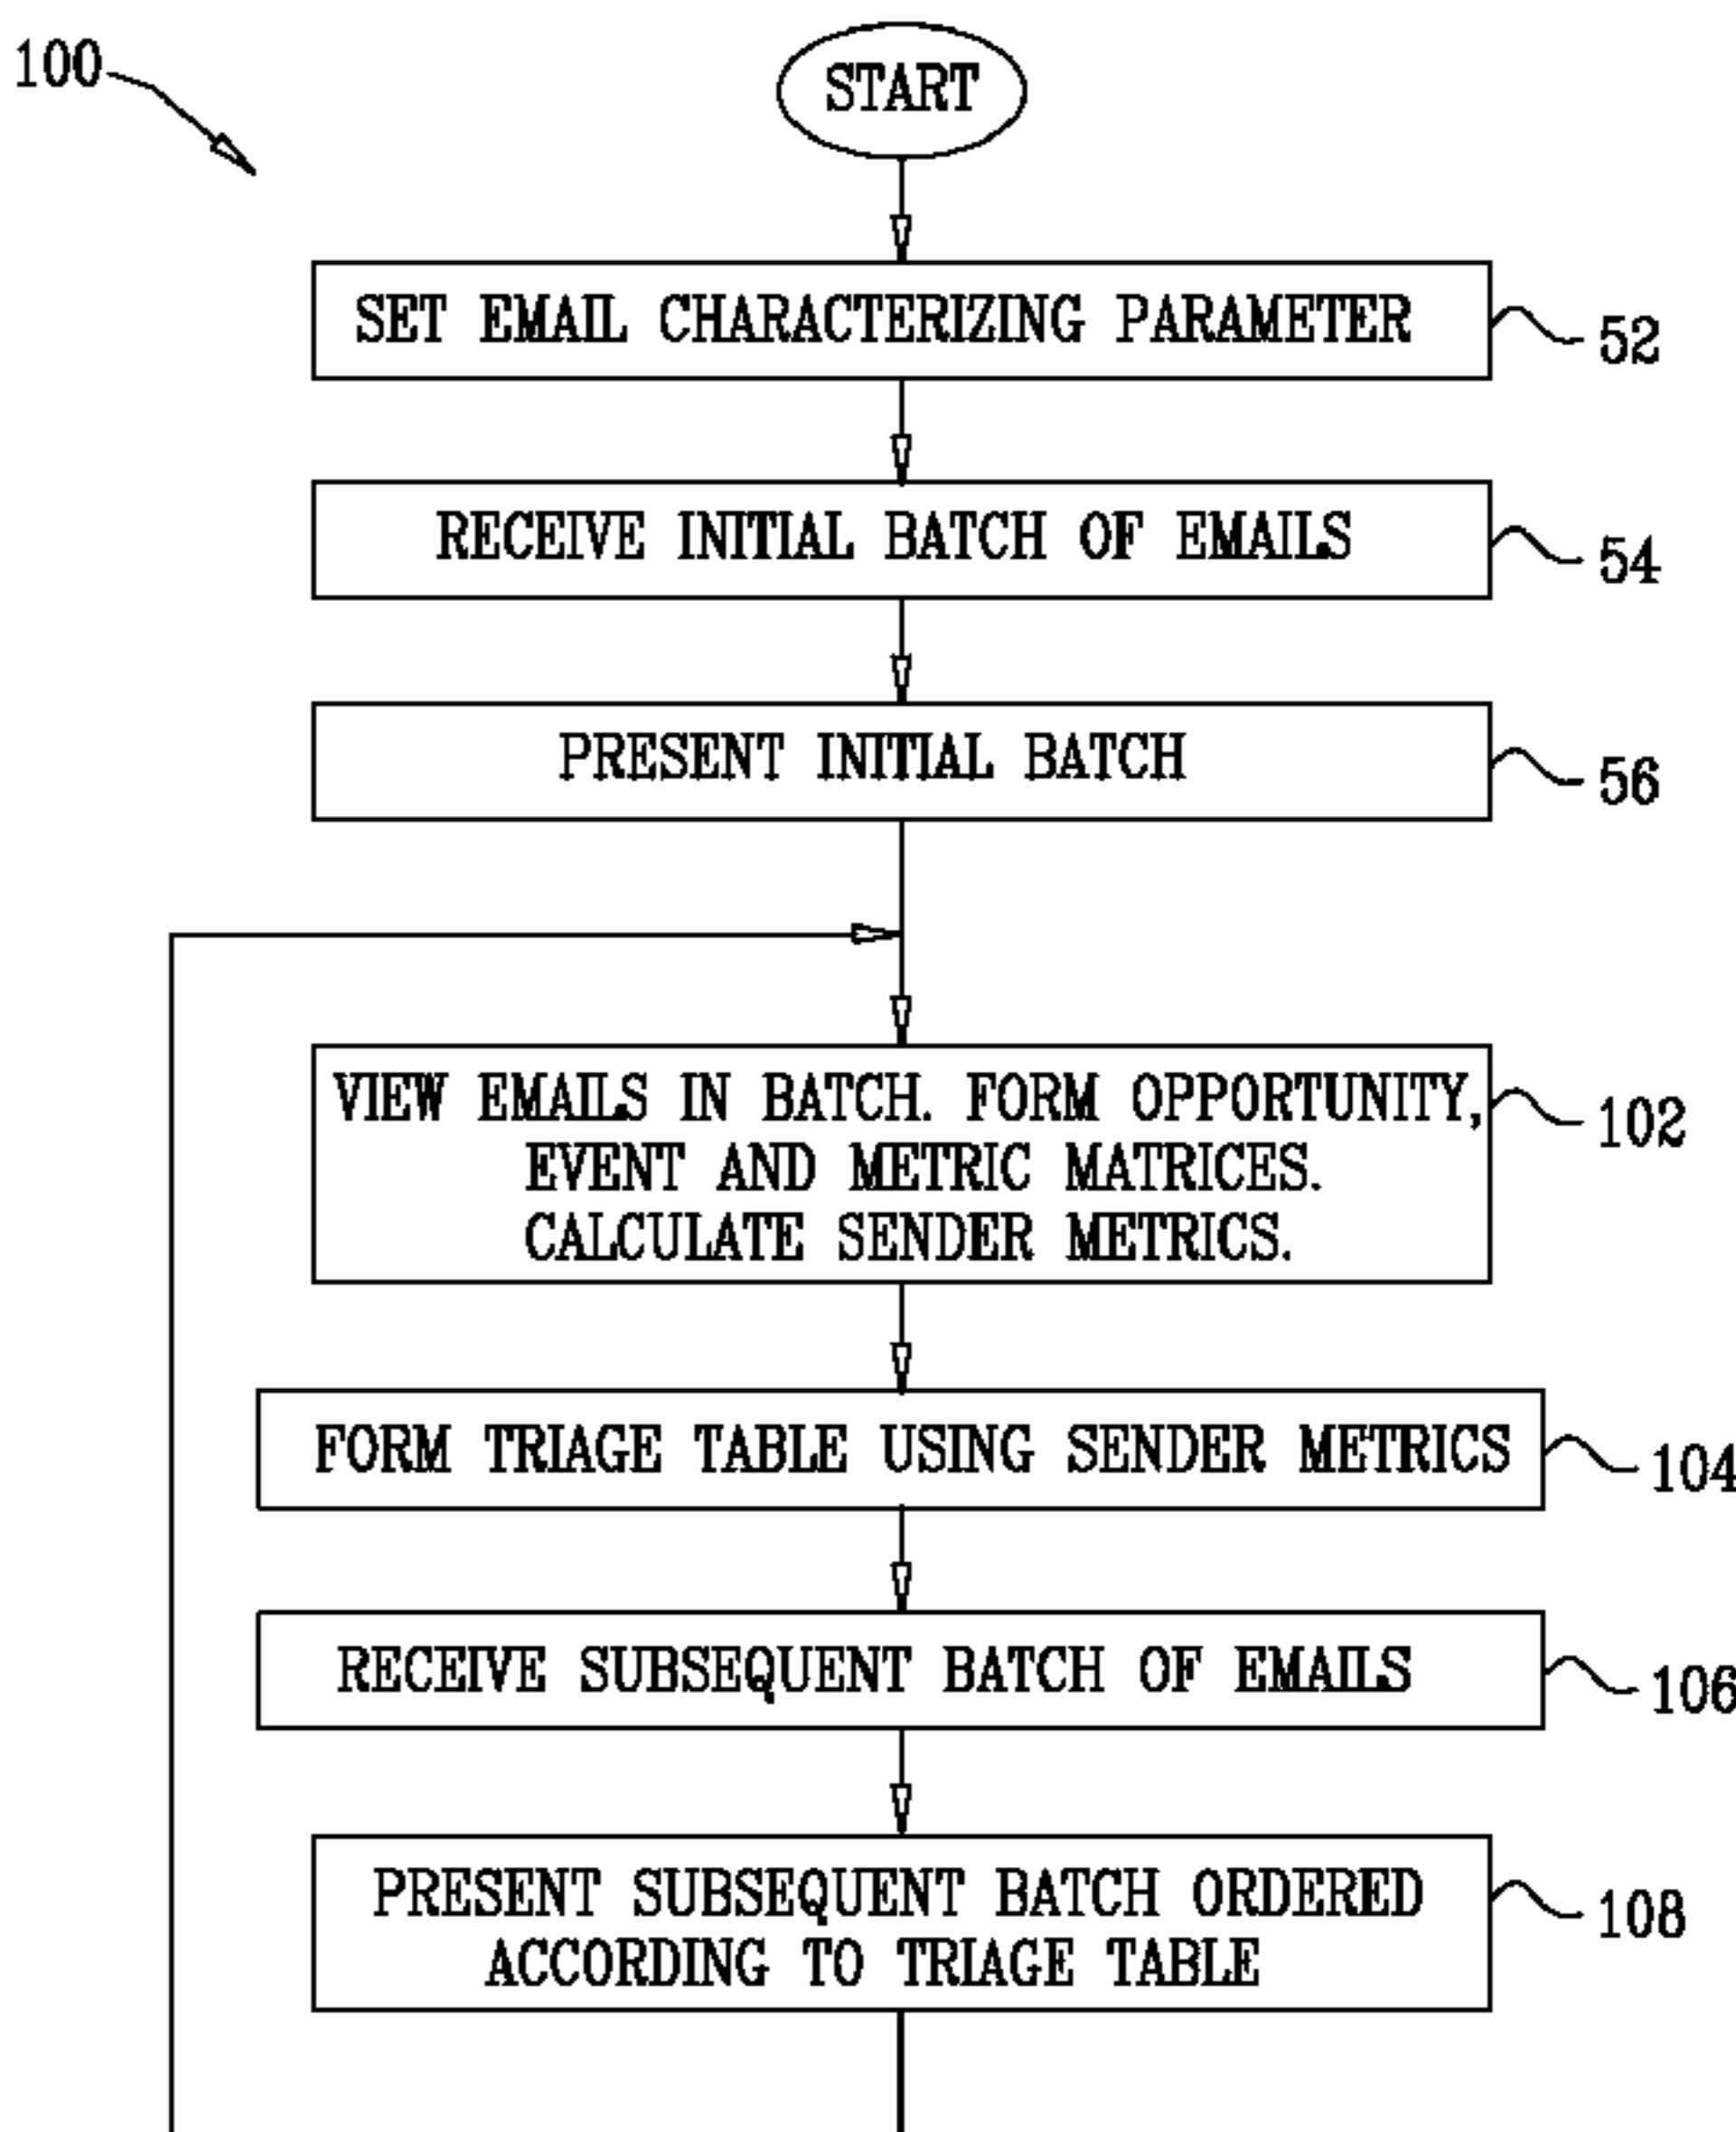 100
START
SET EMAIL CHARACTERIZING PARAMETER
52
RECEIVE INITIAL BATCH OF EMAILS
54
PRESENT INITIAL BATCH
56
VIEW EMAILS IN BATCH. FORM OPPORTUNITY,
EVENT AND METRIC MATRICES.
CALCULATE SENDER METRICS.
102
FORM TRIAGE TABLE USING SENDER METRICS
104
RECEIVE SUBSEQUENT BATCH OF EMAILS
106
PRESENT SUBSEQUENT BATCH ORDERED
ACCORDING TO TRIAGE TABLE
108